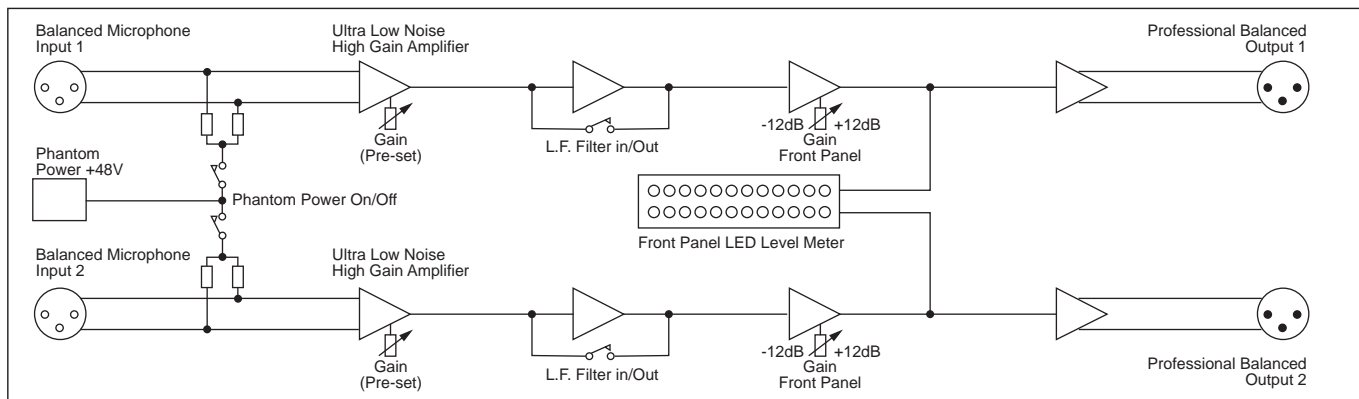 Balanced Microphone
Input 1
Ultra Low Noise
High Gain Amplifier
Professional Balanced
Output 1
Gain
(Pre-set)
L.F. Filter in/Out
-12dB
+12dB
Gain
Front Panel
Phantom
Power +48V
Phantom Power On/Off
Front Panel LED Level Meter
Balanced Microphone
Input 2
Ultra Low Noise
High Gain Amplifier
Gain
(Pre-set)
L.F. Filter in/Out
-12dB
+12dB
Gain
Front Panel
Professional Balanced
Output 2